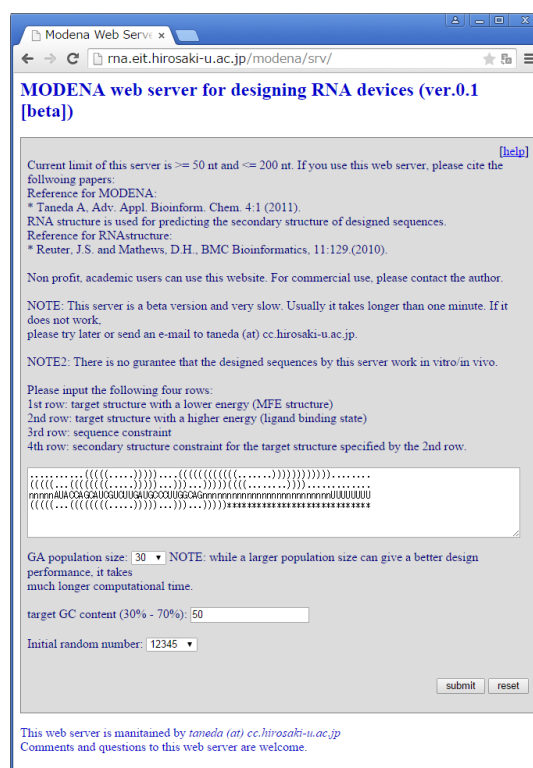 Modena Web Serve
rna.eit.hirosaki-u.ac.jp/modena/srv/
MODENA web server for designing RNA devices (ver.0.1
[beta])
[help]
Current limit of this server is >= 50 nt and <= 200 nt. If you use this web server, please cite the
follwoing papers:
Reference for MODENA:
* Taneda A, Adv. Appl. Bioinform. Chem. 4:1 (2011).
RNA structure is used for predicting the secondary structure of designed sequences.
Reference for RNAstructure:
* Reuter, J.S. and Mathews, D.H., BMC Bioinformatics, 11:129.(2010).
Non profit, academic users can use this website. For commercial use, please contact the author.
NOTE: This server is a beta version and very slow. Usually it takes longer than one minute. If it
does not work,
please try later or send an e-mail to taneda (at) cc.hirosaki-u.ac.jp.
NOTE2: There is no gurantee that the designed sequences by this server work in vitro/in vivo.
Please input the following four rows:
1st row: target structure with a lower energy (MFE structure)
2nd row: target structure with a higher energy (ligand binding state)
3rd row: sequence constraint
4th row: secondary structure constraint for the target structure specified by the 2nd row.
...........(((((.....)))))....((((((((((((.......))))))))))))........
(((((...((((((((.....)))))...)))...)))))((((........))))...........
nnnnnAUACCAGCAUCGUCUUGAUGCCCUUGGCAGnnnnnnnnnnnnnnnnnnnnnnnnUUUUUUUU
(((((...((((((((.....)))))...)))...)))))***************************
GA population size: 30 NOTE: while a larger population size can give a better design
performance, it takes
much longer computational time.
target GC content (30% - 70%): 50
Initial random number: 12345
submit reset
This web server is manitained by taneda (at) cc.hirosaki-u.ac.jp
Comments and questions to this web server are welcome.